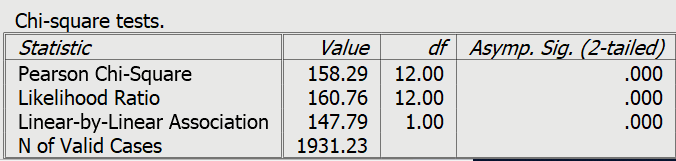 Chi-square tests.
Statistic Value df Asymp. Sig. (2-tailed)
Pearson Chi-Square 158.29 12.00 .000
Likelihood Ratio 160.76 12.00 .000
Linear-by-Linear Association 147.79 1.00 .000
N of Valid Cases 1931.23